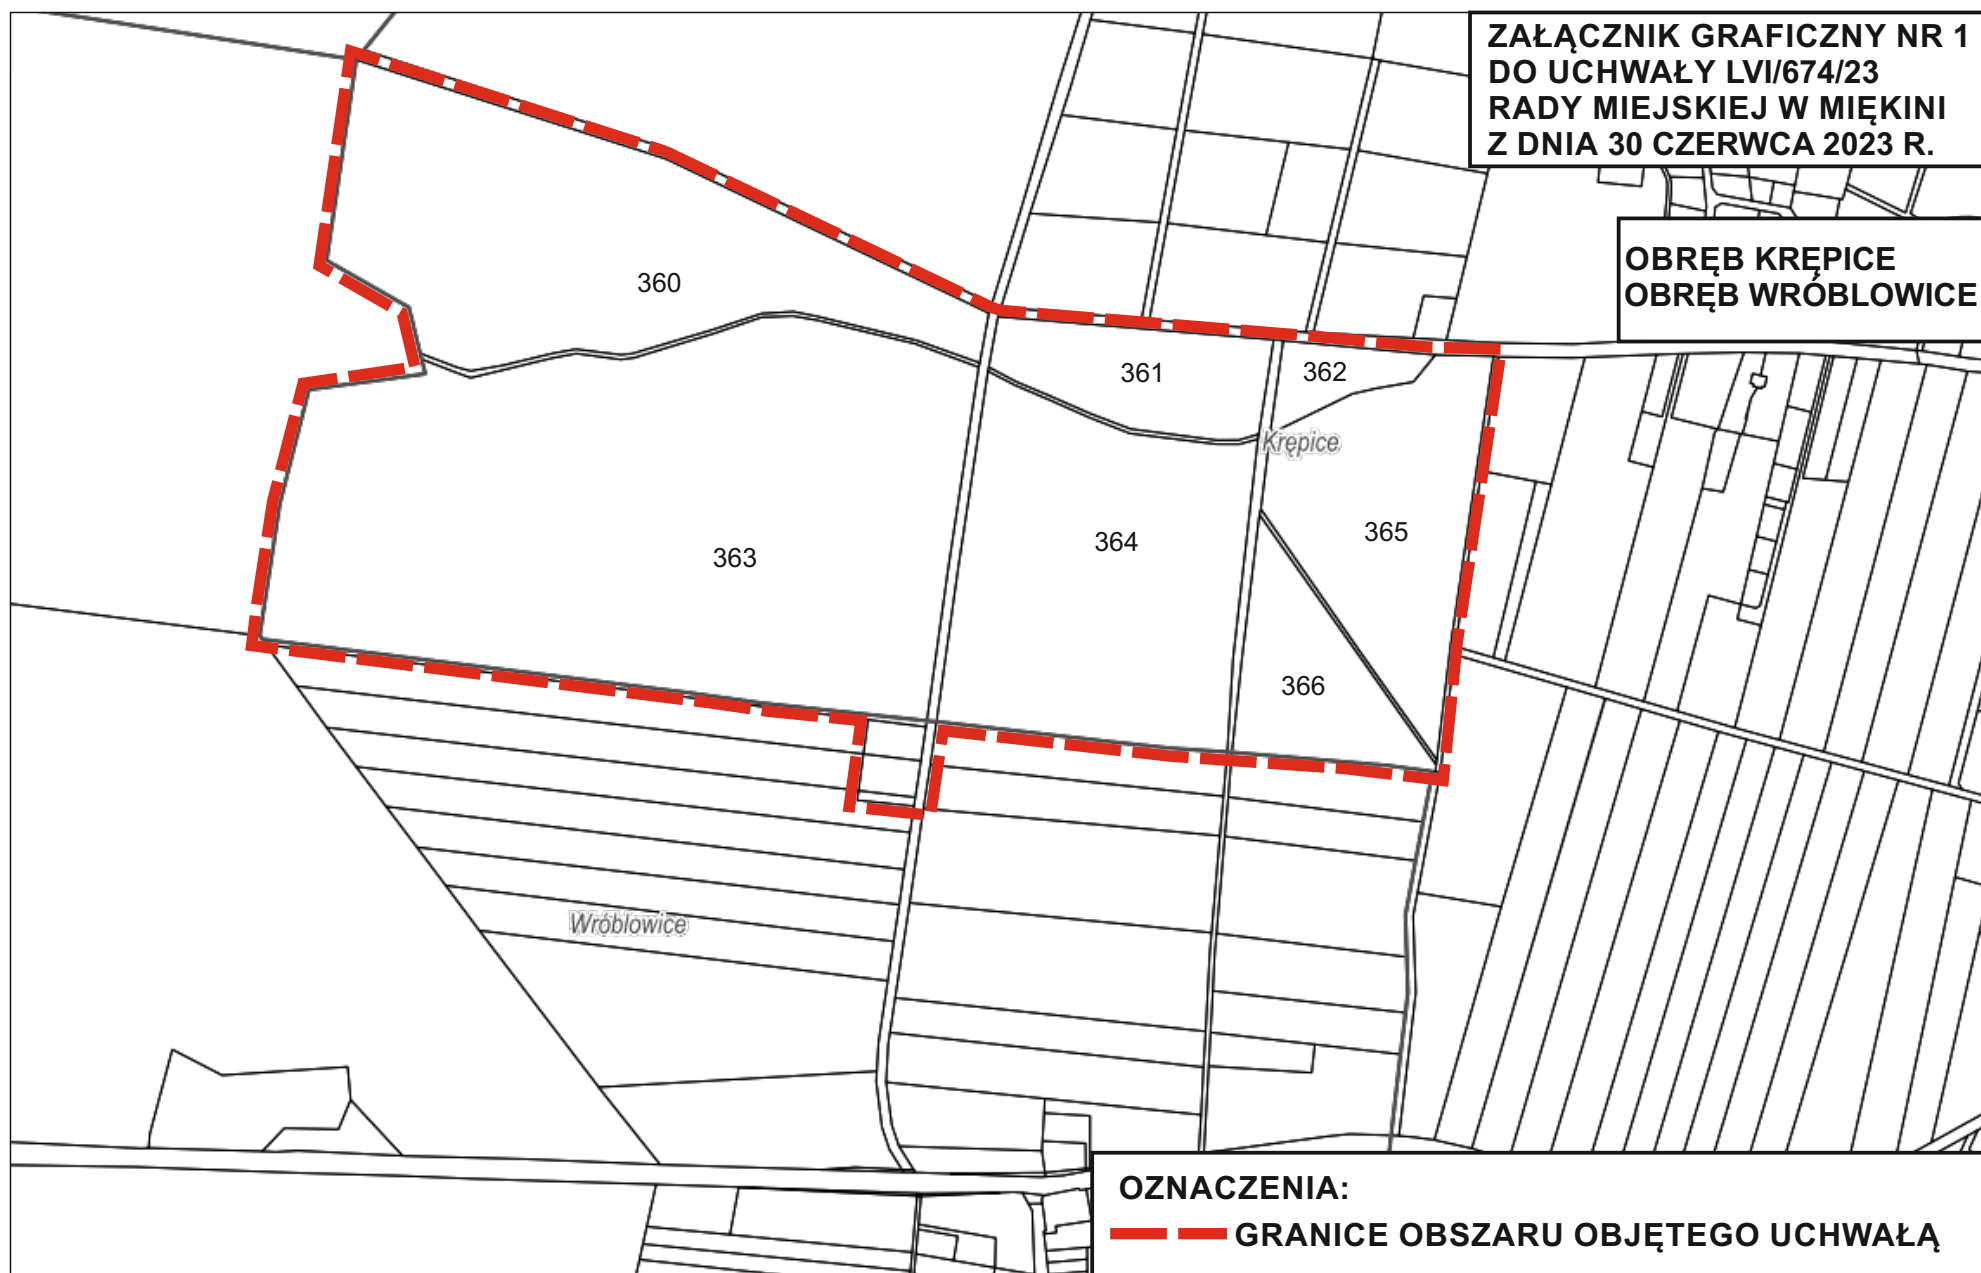 ZAŁĄCZNIK GRAFICZNY NR 1
DO UCHWAŁY LVI/674/23
RADY MIEJSKIEJ W MIĘKINI
Z DNIA 30 CZERWCA 2023 R.
OBRĘB KRĘPICE
OBRĘB WRÓBLOWICE
360
361
362
Krępice
363
364
365
366
Wróblowice
OZNACZENIA:
GRANICE OBSZARU OBJĘTEGO UCHWAŁĄ